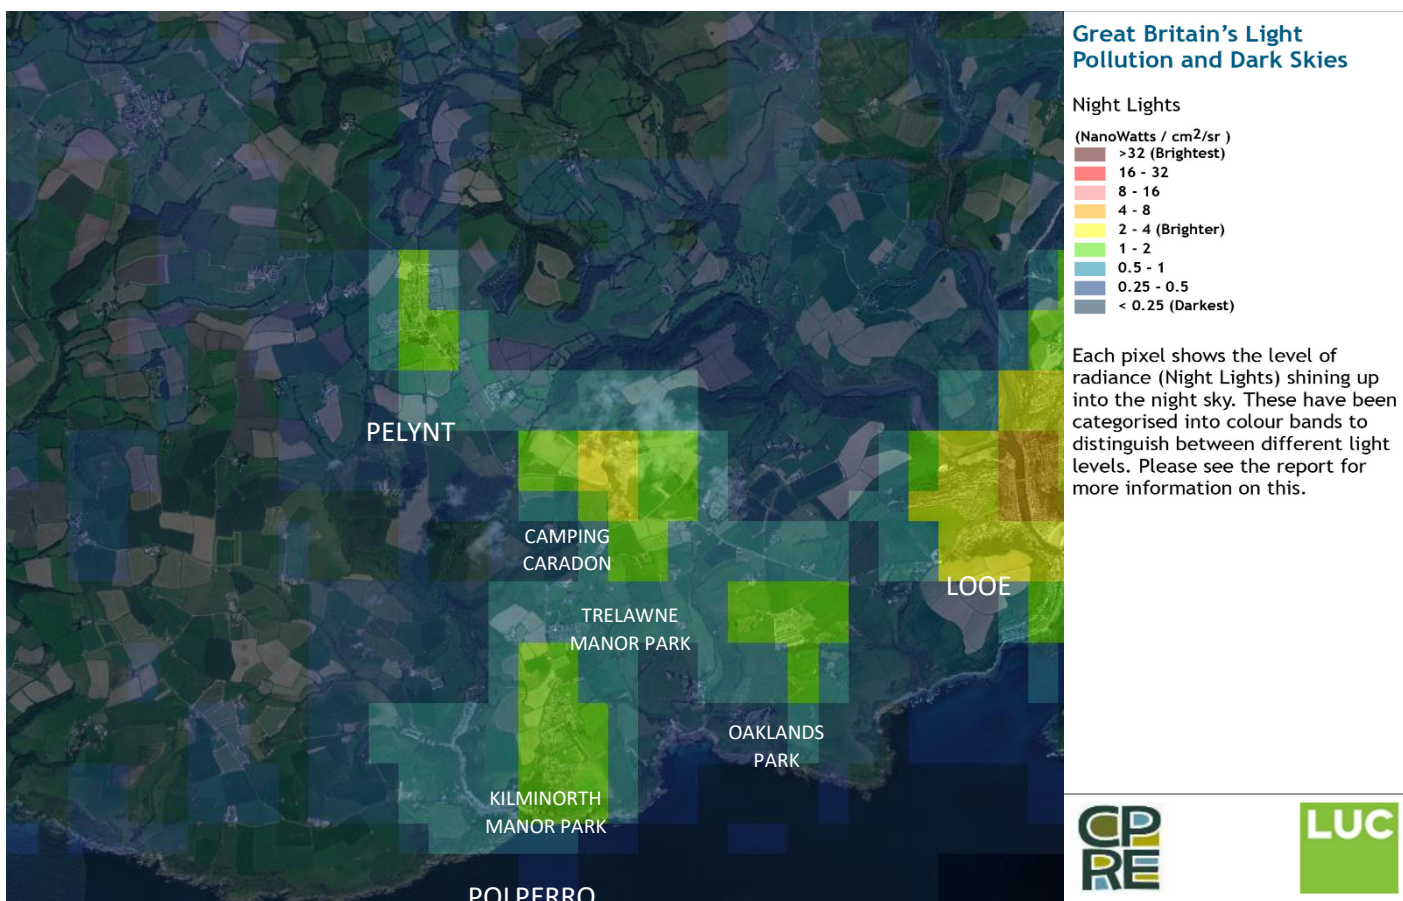 Great Britain's Light
Pollution and Dark Skies
Night Lights
(NanoWatts / cm2/sr )
>32 (Brightest)
16 - 32
8 - 16
4 - 8
2 - 4 (Brighter)
1 - 2
0.5 - 1
0.25 - 0.5
< 0.25 (Darkest)
Each pixel shows the level of
radiance (Night Lights) shining up
into the night sky. These have been
categorised into colour bands to
distinguish between different light
levels. Please see the report for
more information on this.
PELYNT
CAMPING
CARADON
LOOE
TRELAWNE
MANOR PARK
OAKLANDS
PARK
KILMINORTH
MANOR PARK
POLPERRO
CP
RE
LUC